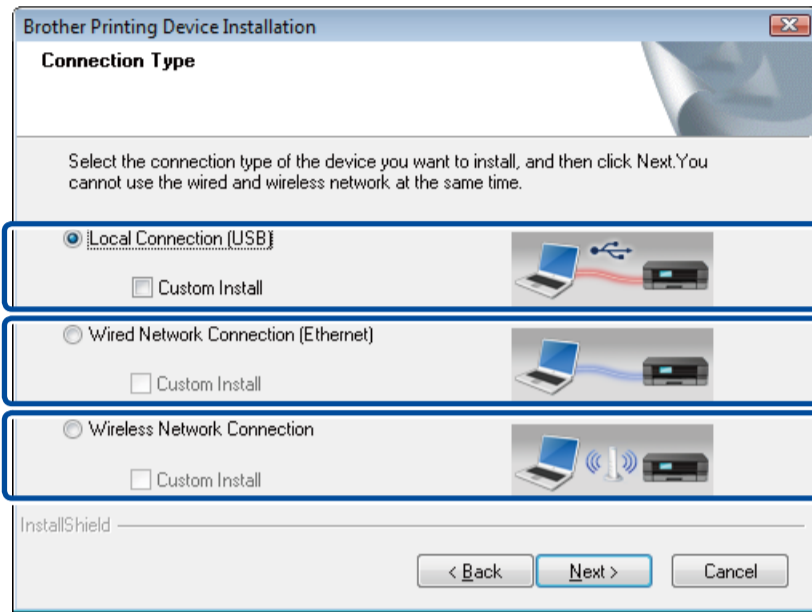 Brother Printing Device Installation
Connection Type
Select the connection type of the device you want to install, and then click Next.You
cannot use the wired and wireless network at the same time.
Local Connection (USB)
Custom Install
Wired Network Connection (Ethernet)
Custom Install
Wireless Network Connection
Custom Install
InstallShield
< Back
Next >
Cancel